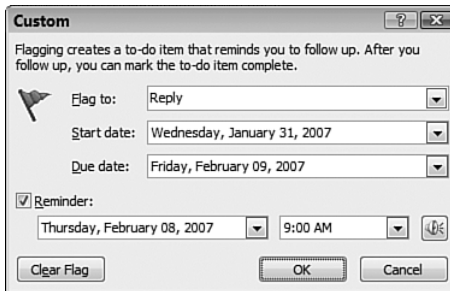 Custom
Flagging creates a to-do item that reminds you to follow up. After you
follow up, you can mark the to-do item complete.
Flag to: Reply
Start date: Wednesday, January 31, 2007
Due date: Friday, February 09, 2007
Reminder:
Thursday, February 08, 2007 9:00 AM
Clear Flag OK Cancel